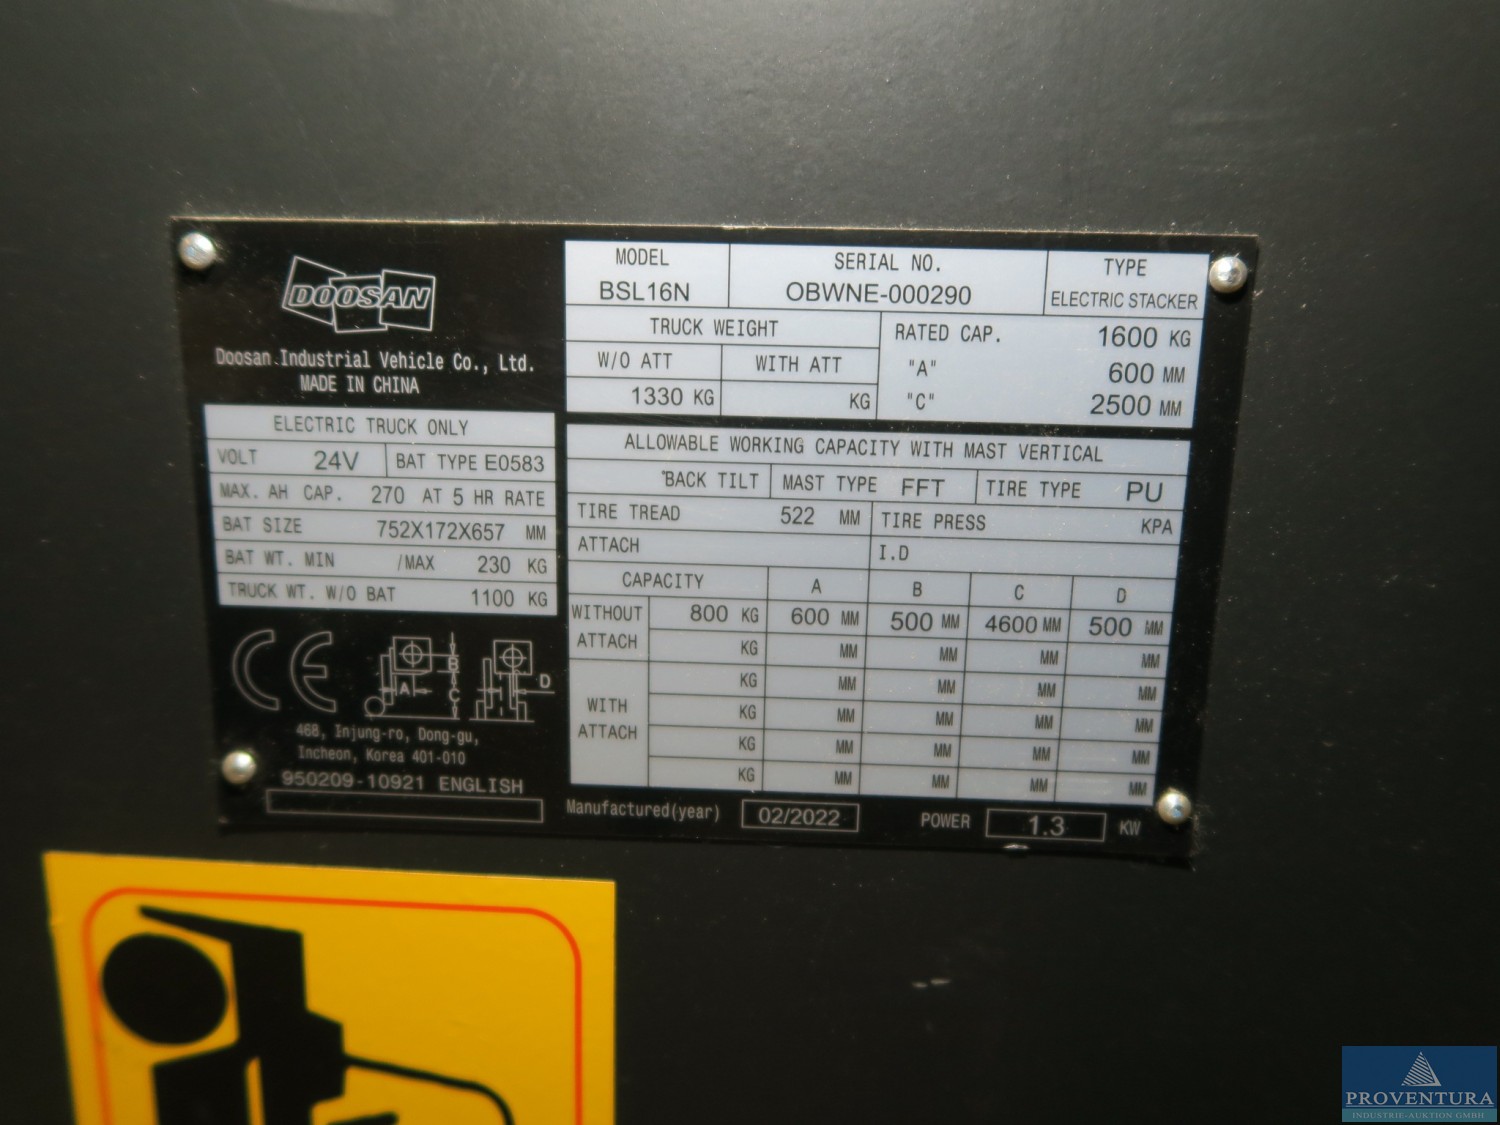 DOOSAN
Doosan Industrial Vehicle Co., Ltd.
MADE IN CHINA
ELECTRIC TRUCK ONLY
VOLT 24V BAT TYPE E0583
MAX. AH CAP. 270 AT 5 HR RATE
BAT SIZE 752X172X657 MM
BAT WT. MIN /MAX 230 KG
TRUCK WT. W/O BAT 1100 KG
CE
A B C D
468, Injung-ro, Dong-gu,
Incheon, Korea 401-010
950209-10921 ENGLISH
MODEL SERIAL NO. TYPE
BSL16N OBWNE-000290 ELECTRIC STACKER
TRUCK WEIGHT RATED CAP. 1600 KG
W/O ATT WITH ATT "A" 600 MM
1330 KG KG "C" 2500 MM
ALLOWABLE WORKING CAPACITY WITH MAST VERTICAL
°BACK TILT MAST TYPE FFT TIRE TYPE PU
TIRE TREAD 522 MM TIRE PRESS KPA
ATTACH I.D
CAPACITY A B C D
WITHOUT ATTACH 800 KG 600 MM 500 MM 4600 MM 500 MM
KG MM MM MM MM
WITH ATTACH KG MM MM MM MM
KG MM MM MM MM
KG MM MM MM MM
KG MM MM MM MM
Manufactured(year) 02/2022 POWER 1.3 KW
PROVENTURA
INDUSTRIE-AUKTION GMBH